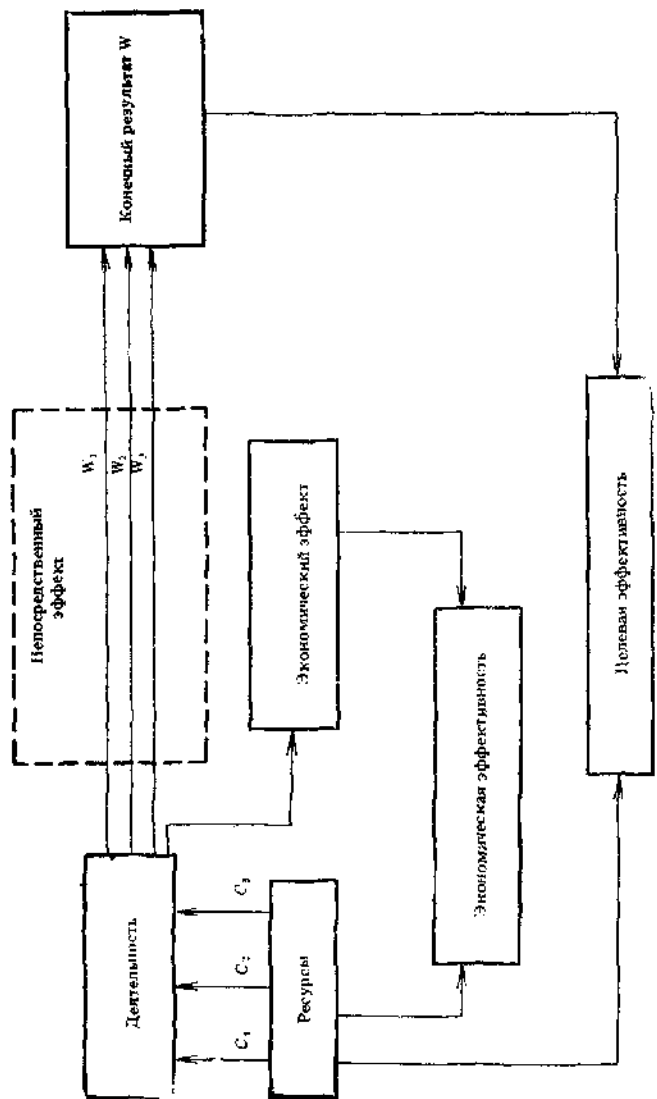 Непосредственный
эффект
Деятельность
W₁
W₂
W₃
Конечный результат W
C₁
C₂
C₃
Ресурсы
Экономический эффект
Экономическая эффективность
Целевая эффективность